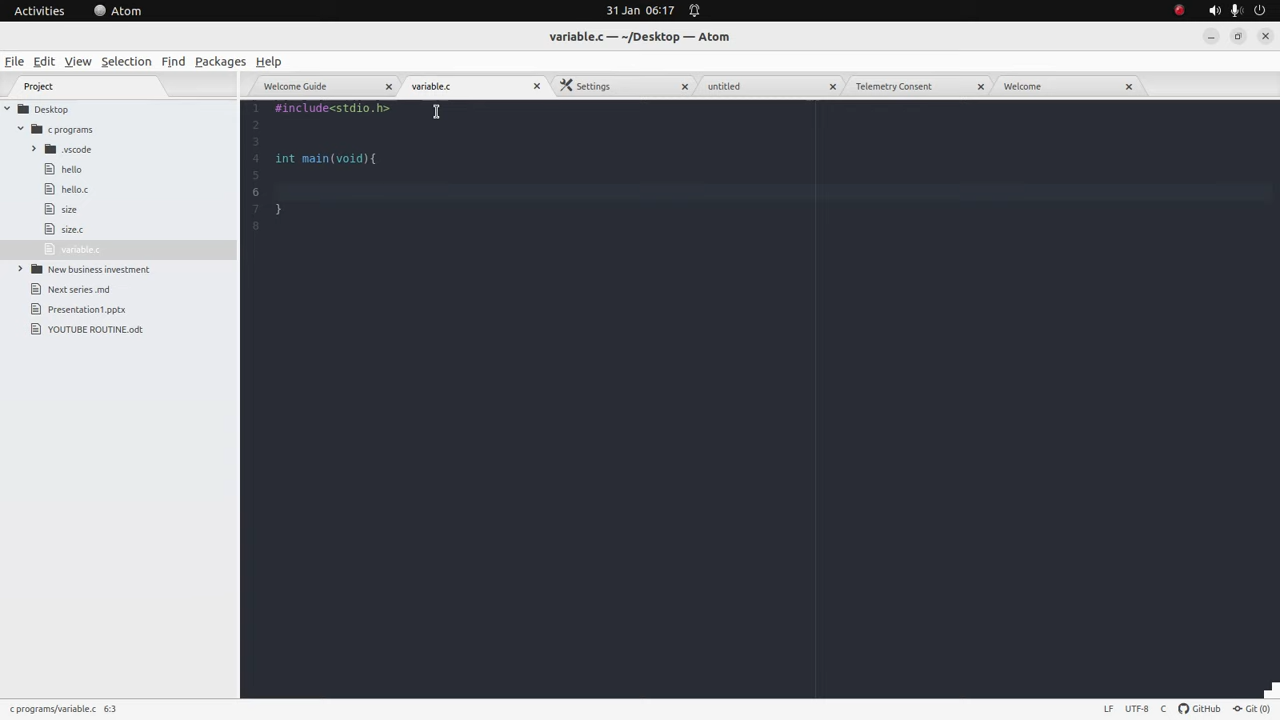 Activities Atom 31 Jan 06:17
variable.c — ~/Desktop — Atom
File Edit View Selection Find Packages Help
Project
Welcome Guide variable.c Settings untitled Telemetry Consent Welcome
Desktop
c programs
.vscode
hello
hello.c
size
size.c
variable.c
New business investment
Next series .md
Presentation1.pptx
YOUTUBE ROUTINE.odt
1 #include<stdio.h>
2
3
4 int main(void){
5
6
7 }
8
c programs/variable.c 6:3 LF UTF-8 C GitHub Git (0)